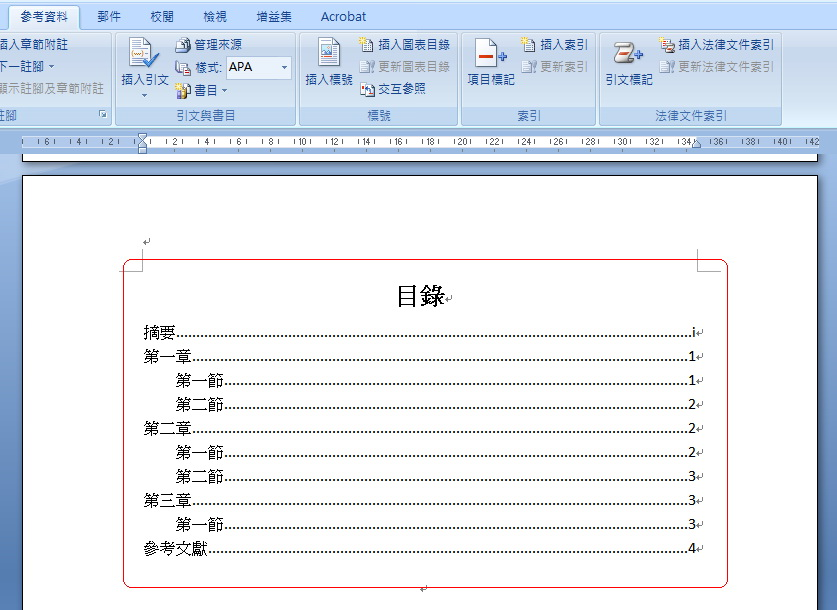 參考資料 郵件 校閱 檢視 增益集 Acrobat
插入章節附註 管理來源 插入圖表目錄 插入索引 插入法律文件索引
下一註腳 插入引文 樣式: APA 插入標號 更新圖表目錄 項目標記 更新索引 引文標記 更新法律文件索引
顯示註腳及章節附註 書目 交互參照
註腳 引文與書目 標號 索引 法律文件索引
6 4 2 2 4 6 8 10 12 14 16 18 20 22 24 26 28 30 32 34 36 38 40 42
目錄
摘要......i
第一章......1
第一節......1
第二節......2
第二章......2
第一節......2
第二節......3
第三章......3
第一節......3
參考文獻......4